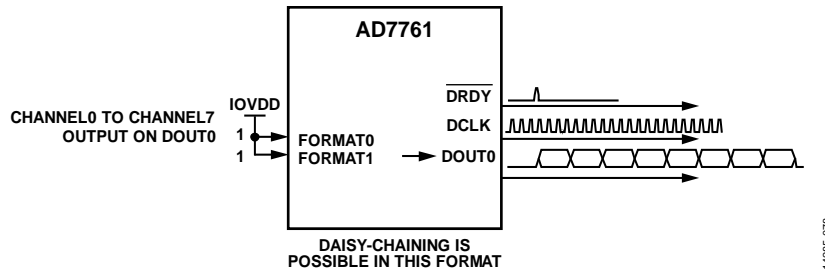 AD7761
CHANNEL0 TO CHANNEL7
OUTPUT ON DOUT0
IOVDD
1
1
FORMAT0
FORMAT1
DRDY
DCLK
DOUT0
DAISY-CHAINING IS
POSSIBLE IN THIS FORMAT